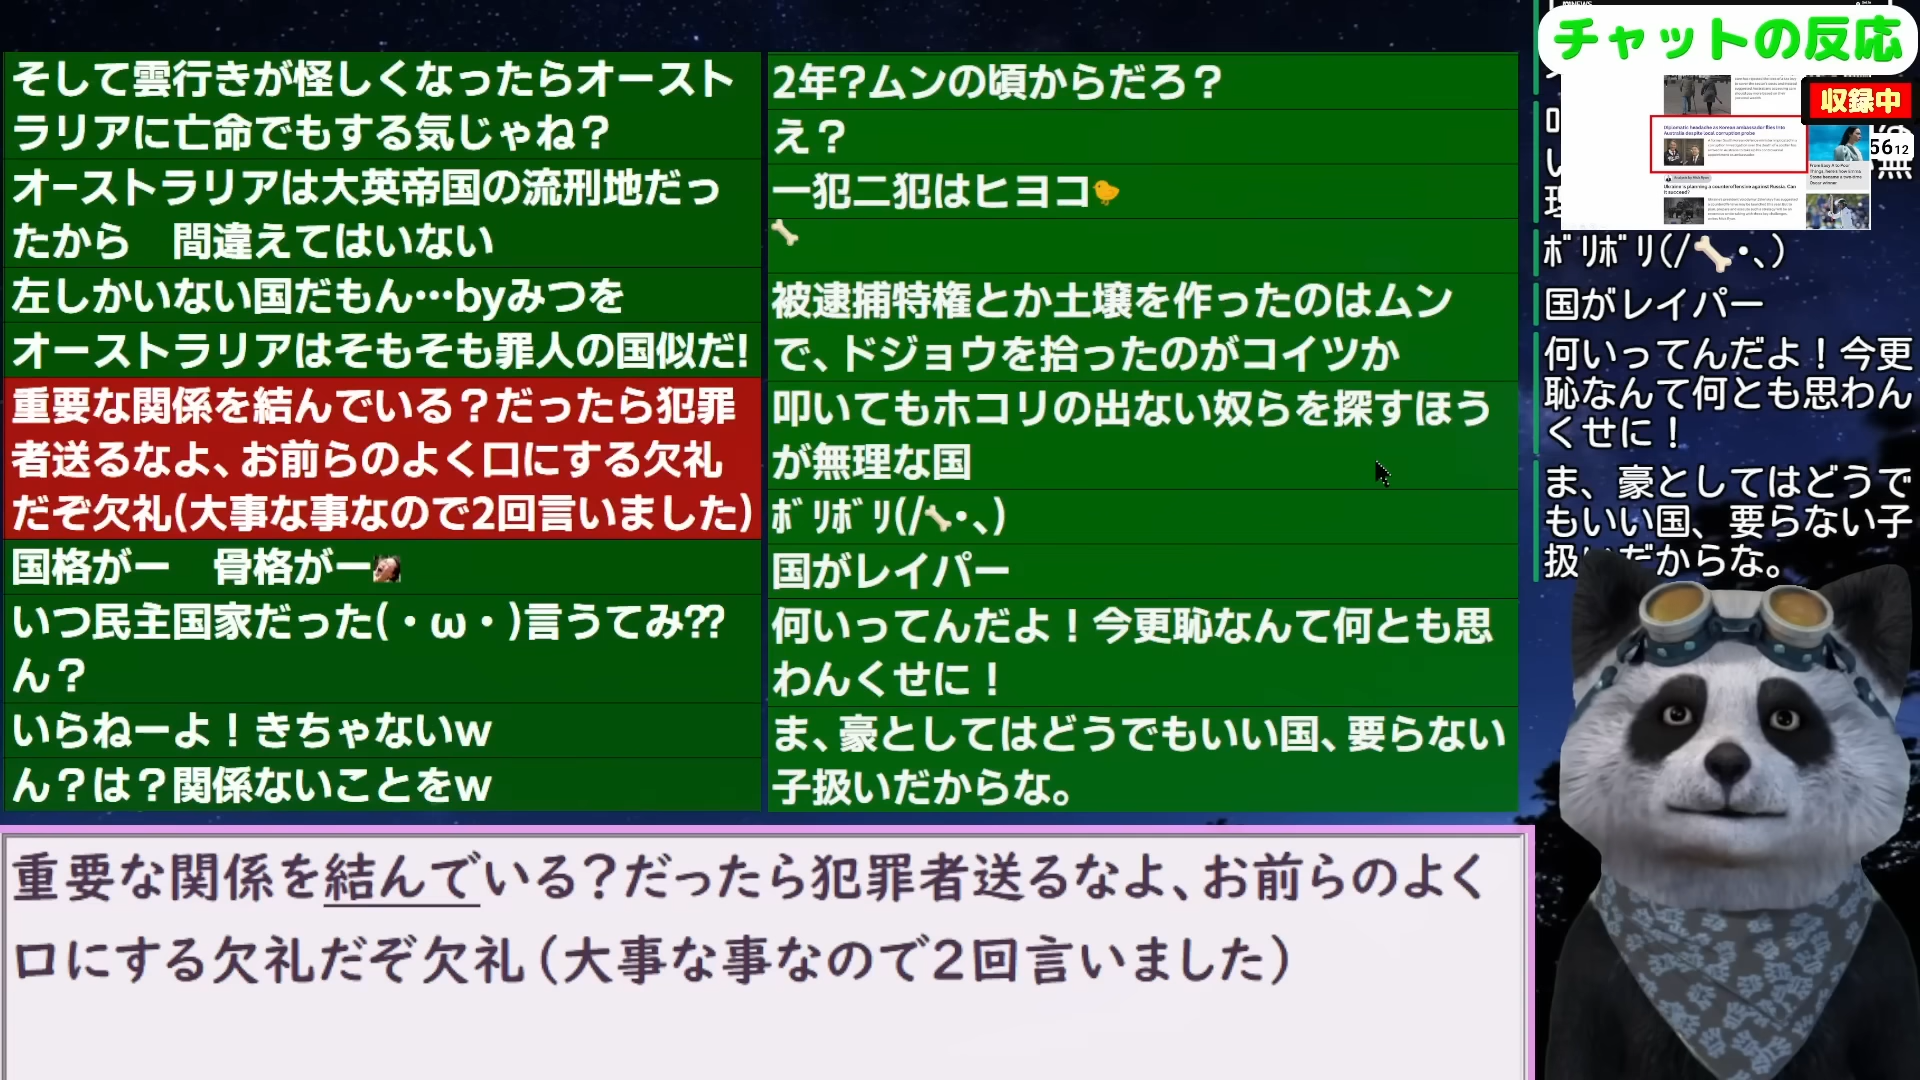 そして雲行きが怪しくなったらオースト
ラリアに亡命でもする気じゃね？
オーストラリアは大英帝国の流刑地だっ
たから　間違えてはいない
左しかいない国だもん…byみつを
オーストラリアはそもそも罪人の国似だ!
重要な関係を結んでいる？だったら犯罪
者送るなよ、お前らのよく口にする欠礼
だぞ欠礼(大事な事なので2回言いました)
国格がー　骨格がー
いつ民主国家だった(・ω・)言うてみ⁇
ん？
いらねーよ！きちゃないw
ん？は？関係ないことをw
2年?ムンの頃からだろ？
え？
一犯二犯はヒヨコ🐤
🦴
被逮捕特権とか土壌を作ったのはムン
で、ドジョウを拾ったのがコイツか
叩いてもホコリの出ない奴らを探すほう
が無理な国
ﾎﾞﾘﾎﾞﾘ(/🦴•､)
国がレイパー
何いってんだよ！今更恥なんて何とも思
わんくせに！
ま、豪としてはどうでもいい国、要らない
子扱いだからな。
チャットの反応
収録中
Diplomatic headache as Korean ambassador flies into
Australia despite local corruption probe
56 12
無
ﾎﾞﾘﾎﾞﾘ(/🦴•､)
国がレイパー
何いってんだよ！今更
恥なんて何とも思わん
くせに！
ま、豪としてはどうで
もいい国、要らない子
扱いだからな。
重要な関係を結んでいる？だったら犯罪者送るなよ、お前らのよく
口にする欠礼だぞ欠礼（大事な事なので2回言いました）